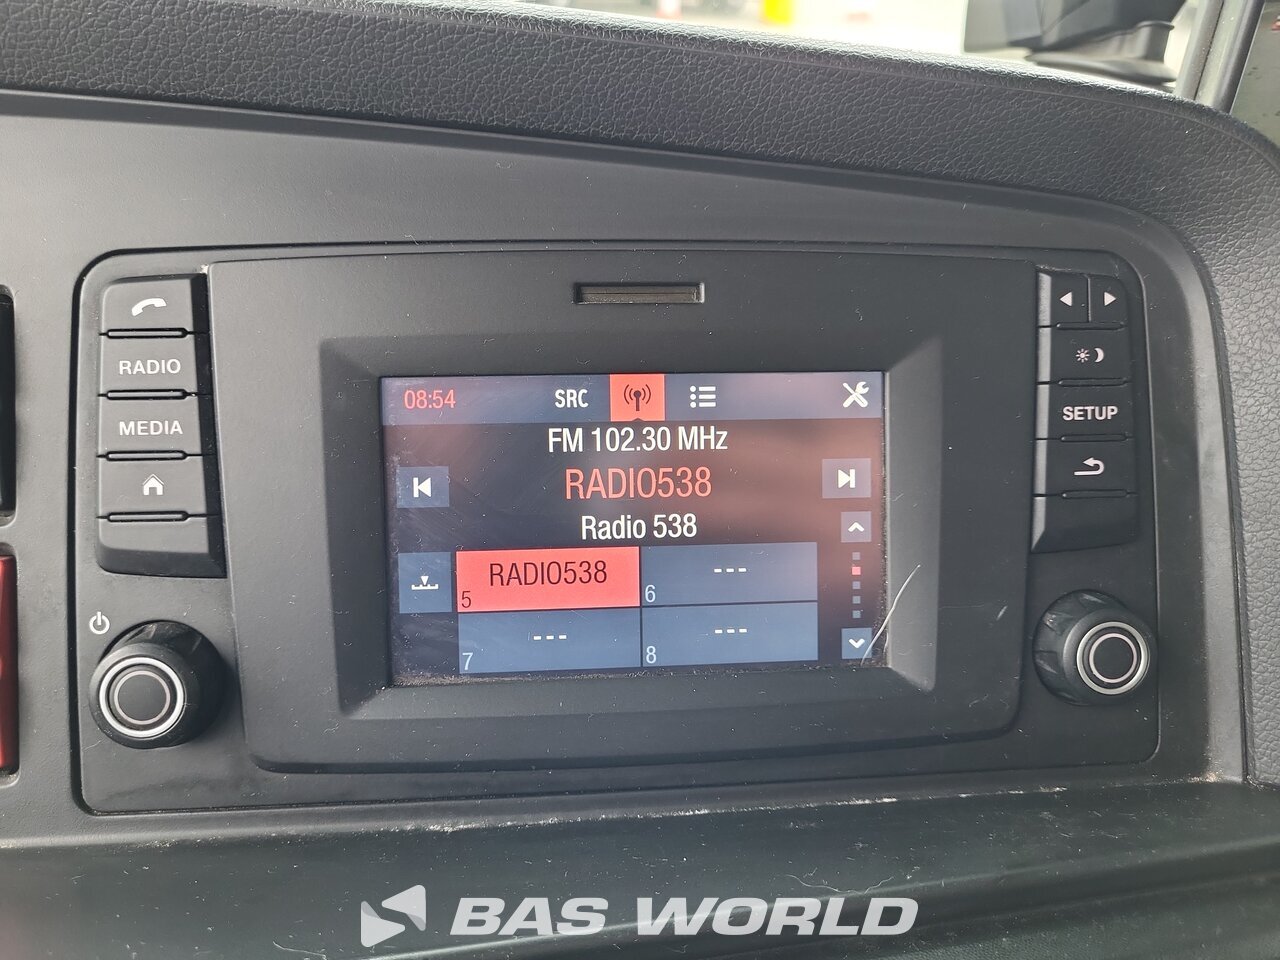 RADIO
MEDIA
SETUP
08:54
SRC
FM 102.30 MHz
RADIO538
Radio 538
RADIO538
5
---
6
---
7
---
8
BAS WORLD